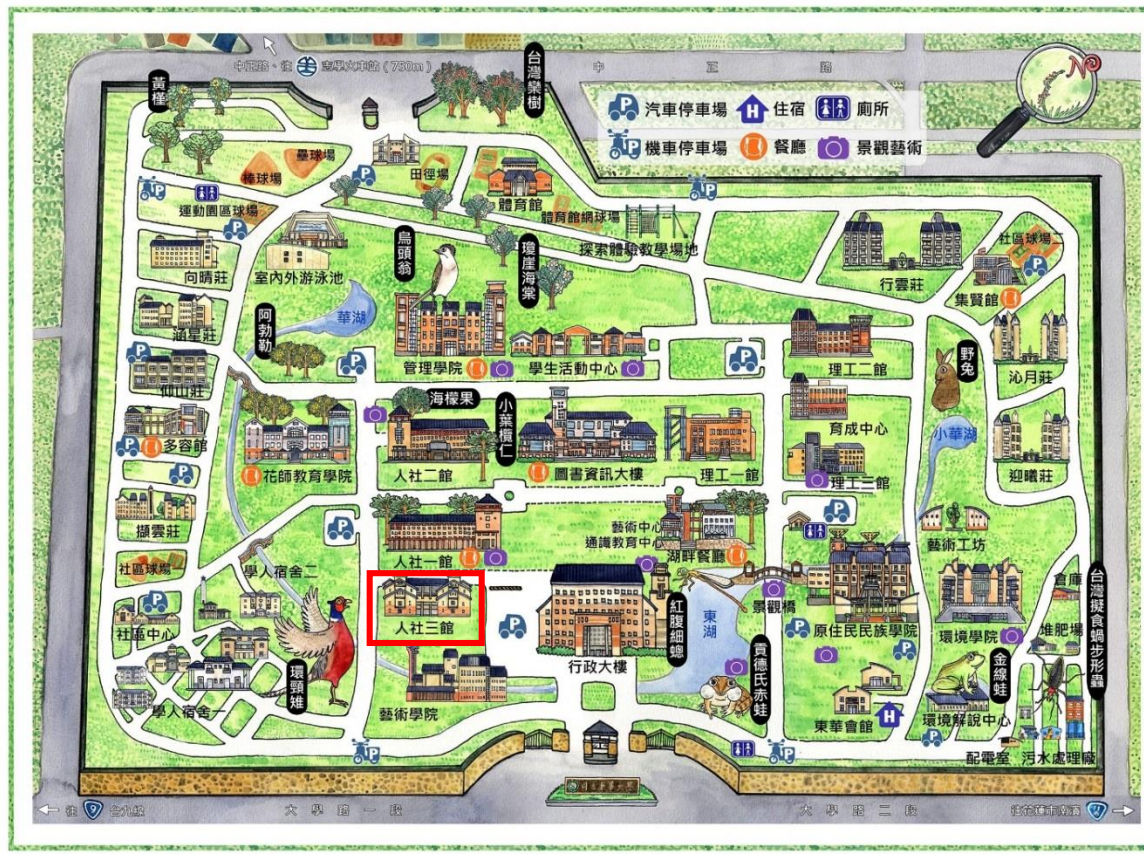 中正路、往 志學火車站(750m)
中 正 路
黃槿
台灣欒樹
N
P 汽車停車場 H 住宿 廁所
P 機車停車場 餐廳 景觀藝術
壘球場
棒球場
田徑場
運動園區球場
體育館
體育館網球場
探索體驗教學場地
社區球場二
向晴莊
室內外游泳池
烏頭翁
瓊崖海棠
行雲莊
集賢館
涵星莊
阿勃勒
華湖
管理學院
學生活動中心
理工二館
野兔
沁月莊
仰山莊
海檬果
小葉欖仁
育成中心
小華湖
多容館
花師教育學院
人社二館
圖書資訊大樓
理工一館
理工三館
迎曦莊
擷雲莊
人社一館
藝術中心
通識教育中心
湖畔餐廳
藝術工坊
社區球場
學人宿舍二
倉庫
台灣擬食蝸步形蟲
社區中心
人社三館
行政大樓
紅腹細蟌
東湖
景觀橋
原住民民族學院
環境學院
堆肥場
環頸雉
貢德氏赤蛙
金線蛙
學人宿舍一
藝術學院
東華會館
環境解說中心
配電室
污水處理廠
往 9 台九線
大 學 路 一 段
大 學 路 二 段
往花蓮市南濱